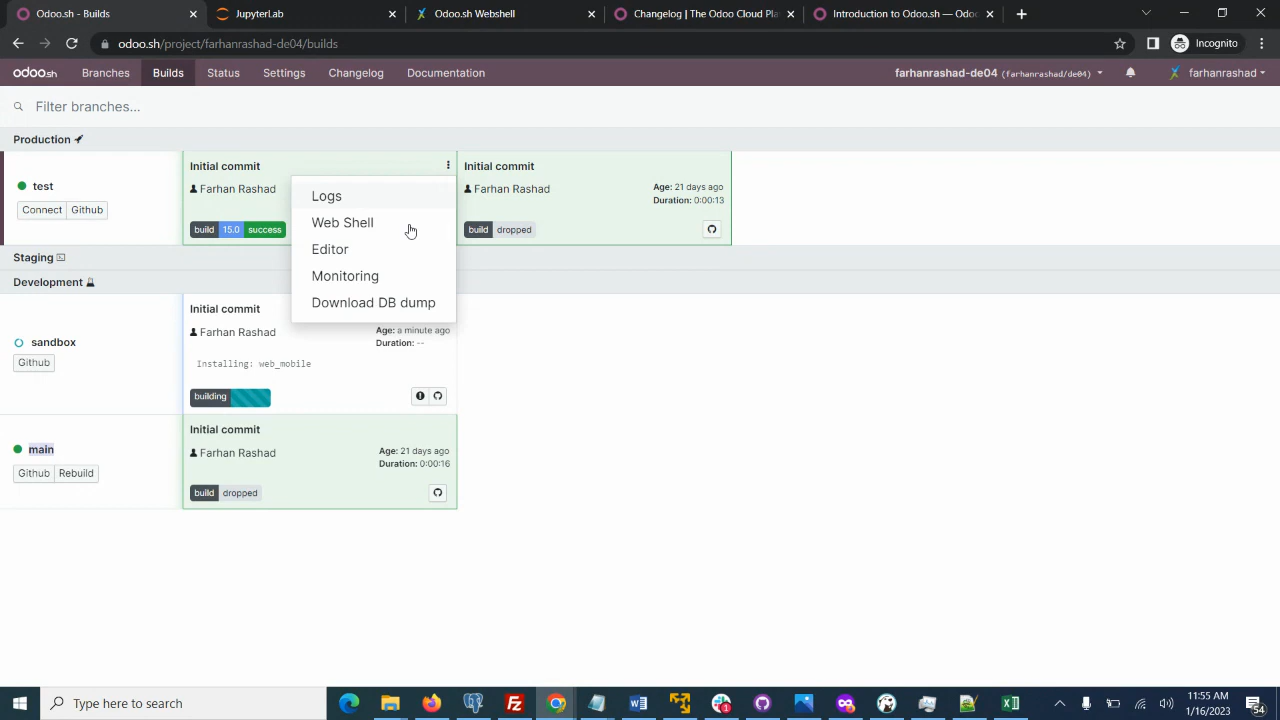 Odoo.sh - Builds
JupyterLab
Odoo.sh Webshell
Changelog | The Odoo Cloud Pla
Introduction to Odoo.sh — Odoo
odoo.sh/project/farhanrashad-de04/builds
Incognito
odoo.sh
Branches
Builds
Status
Settings
Changelog
Documentation
farhanrashad-de04 (farhanrashad/de04)
farhanrashad
Filter branches...
Production
test
Connect
Github
Initial commit
Farhan Rashad
build 15.0 success
Logs
Web Shell
Editor
Monitoring
Download DB dump
Initial commit
Farhan Rashad
Age: 21 days ago
Duration: 0:00:13
build dropped
Staging
Development
sandbox
Github
Initial commit
Farhan Rashad
Age: a minute ago
Duration: --
Installing: web_mobile
building
main
Github
Rebuild
Initial commit
Farhan Rashad
Age: 21 days ago
Duration: 0:00:16
build dropped
Type here to search
11:55 AM
1/16/2023